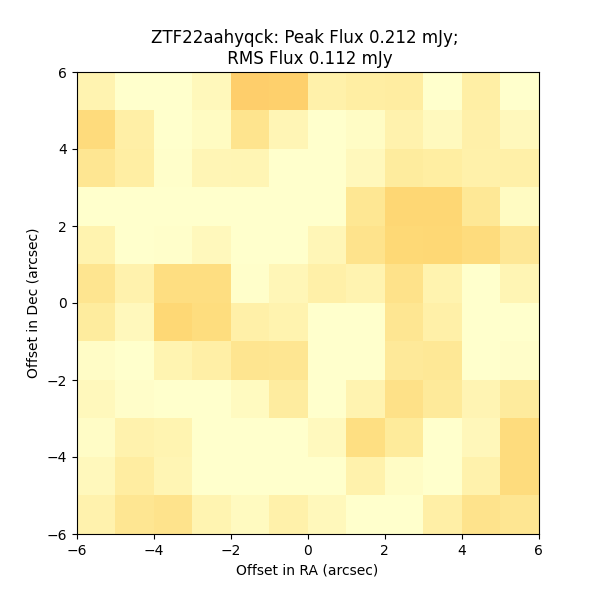 ZTF22aahyqck: Peak Flux 0.212 mJy;
RMS Flux 0.112 mJy
6
4
2
0
−2
−4
−6
Offset in Dec (arcsec)
−6 −4 −2 0 2 4 6
Offset in RA (arcsec)